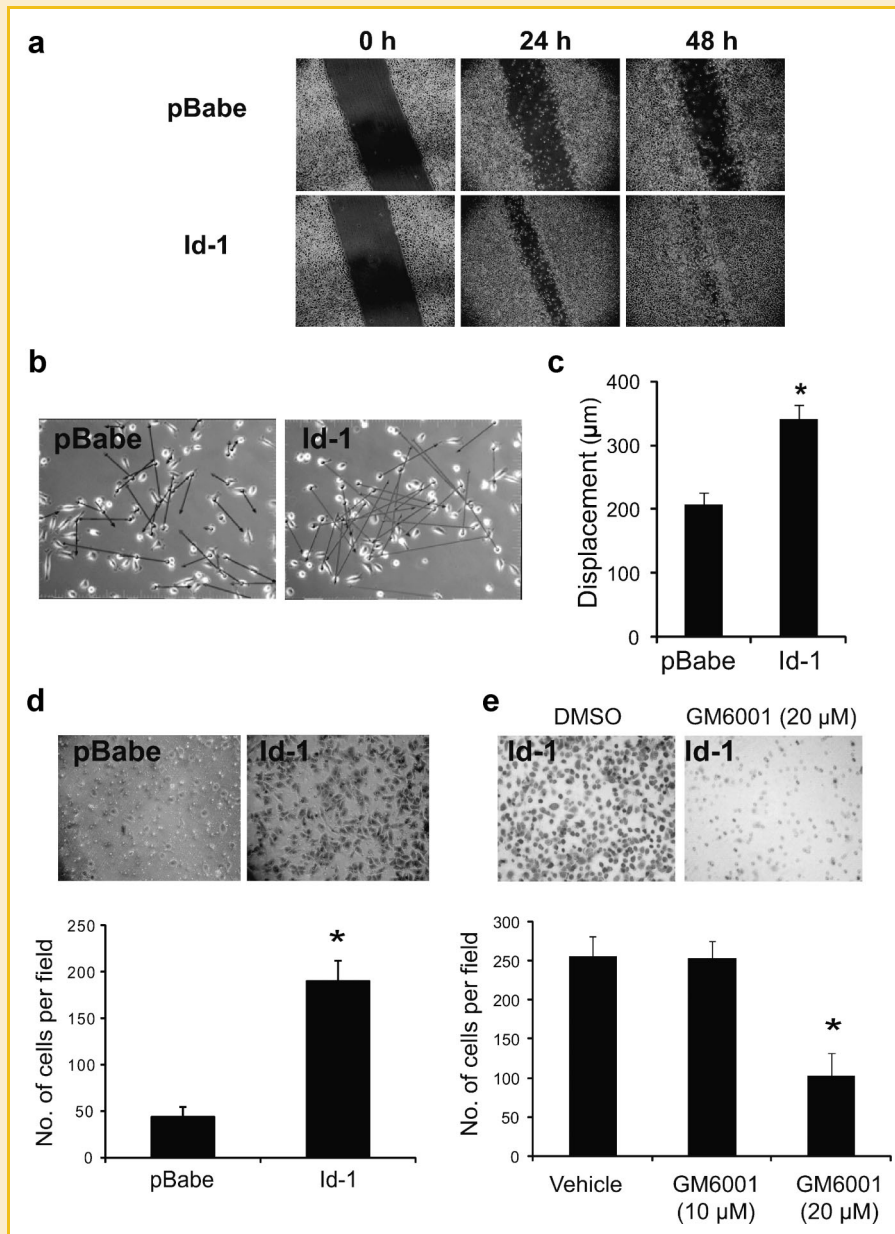 a
0 h 24 h 48 h
pBabe
Id-1
b
pBabe
Id-1
c
400
300
200
100
0
Displacement (µm)
*
pBabe Id-1
d
pBabe
Id-1
250
200
150
100
50
0
No. of cells per field
*
pBabe Id-1
e
DMSO GM6001 (20 µM)
Id-1 Id-1
300
250
200
150
100
50
0
No. of cells per field
*
Vehicle GM6001 GM6001
(10 µM) (20 µM)